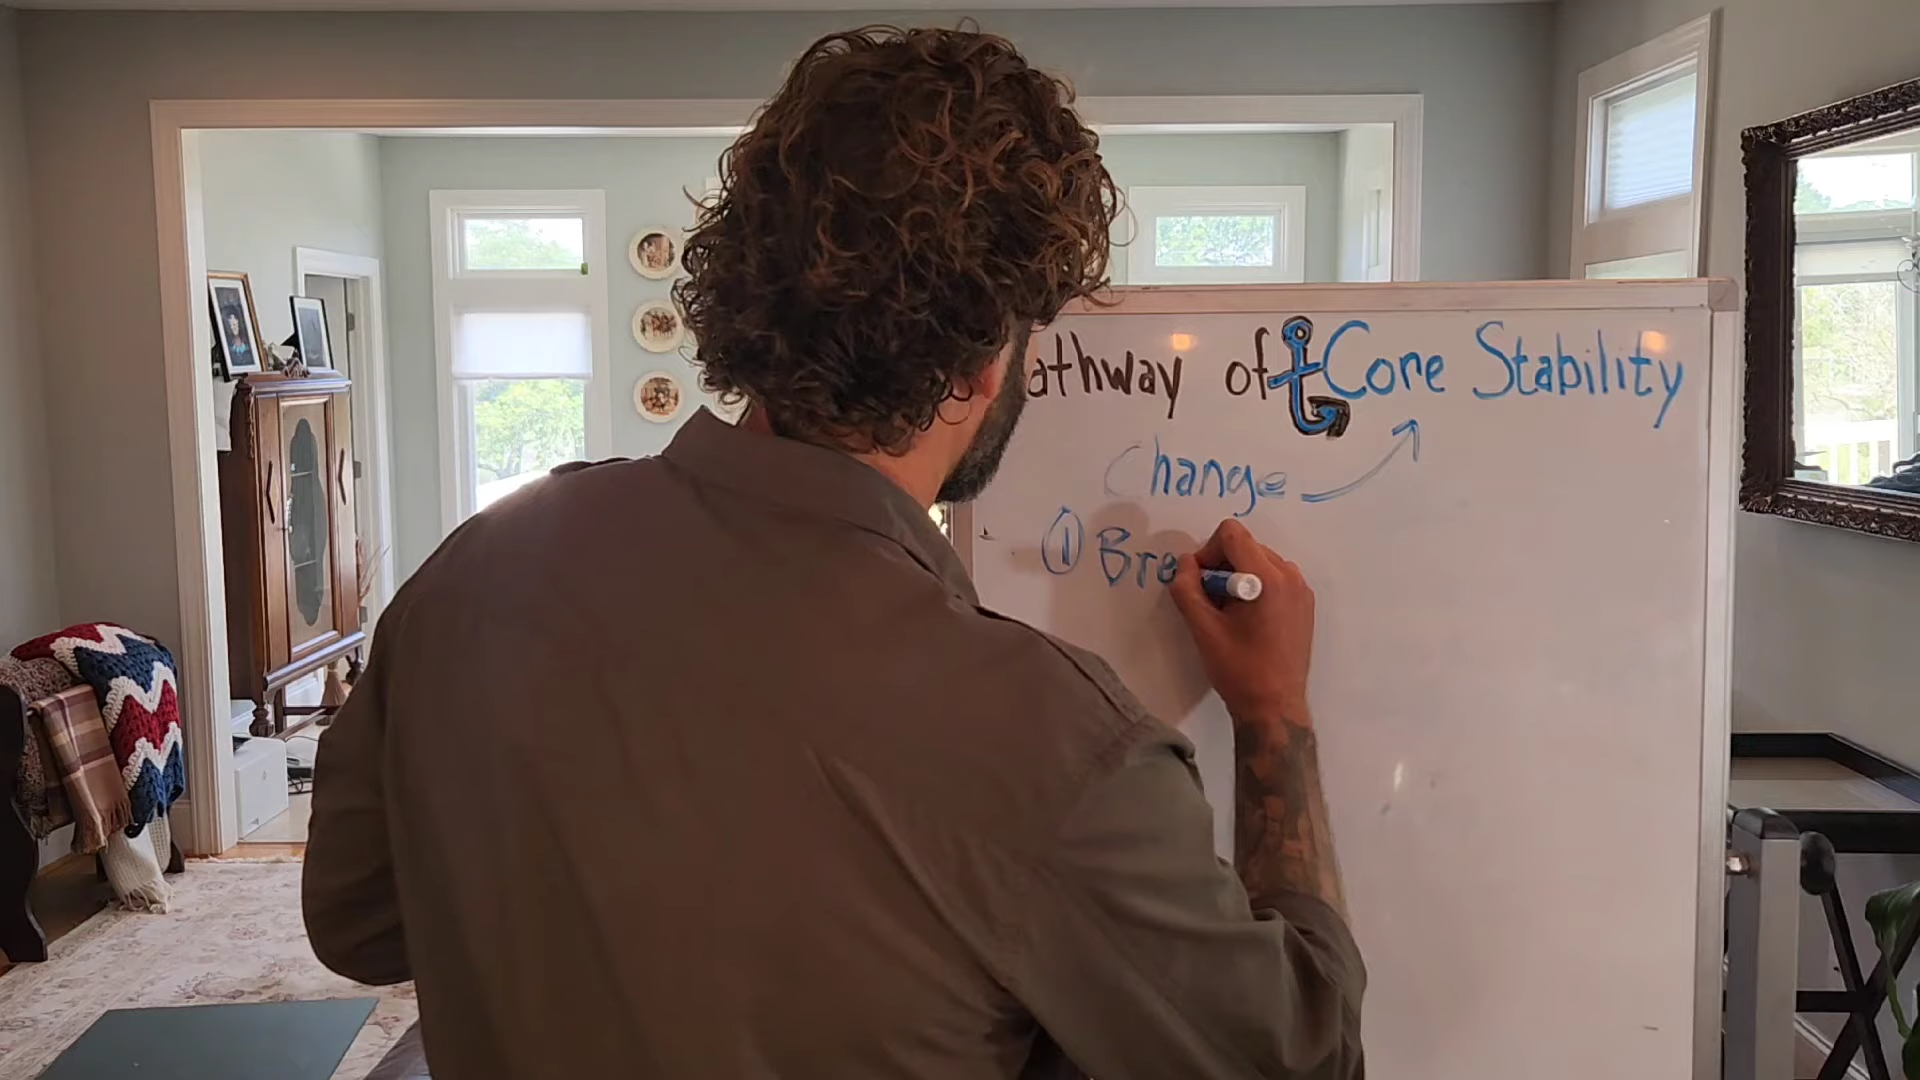 athway of Core Stability
Change
① Bre